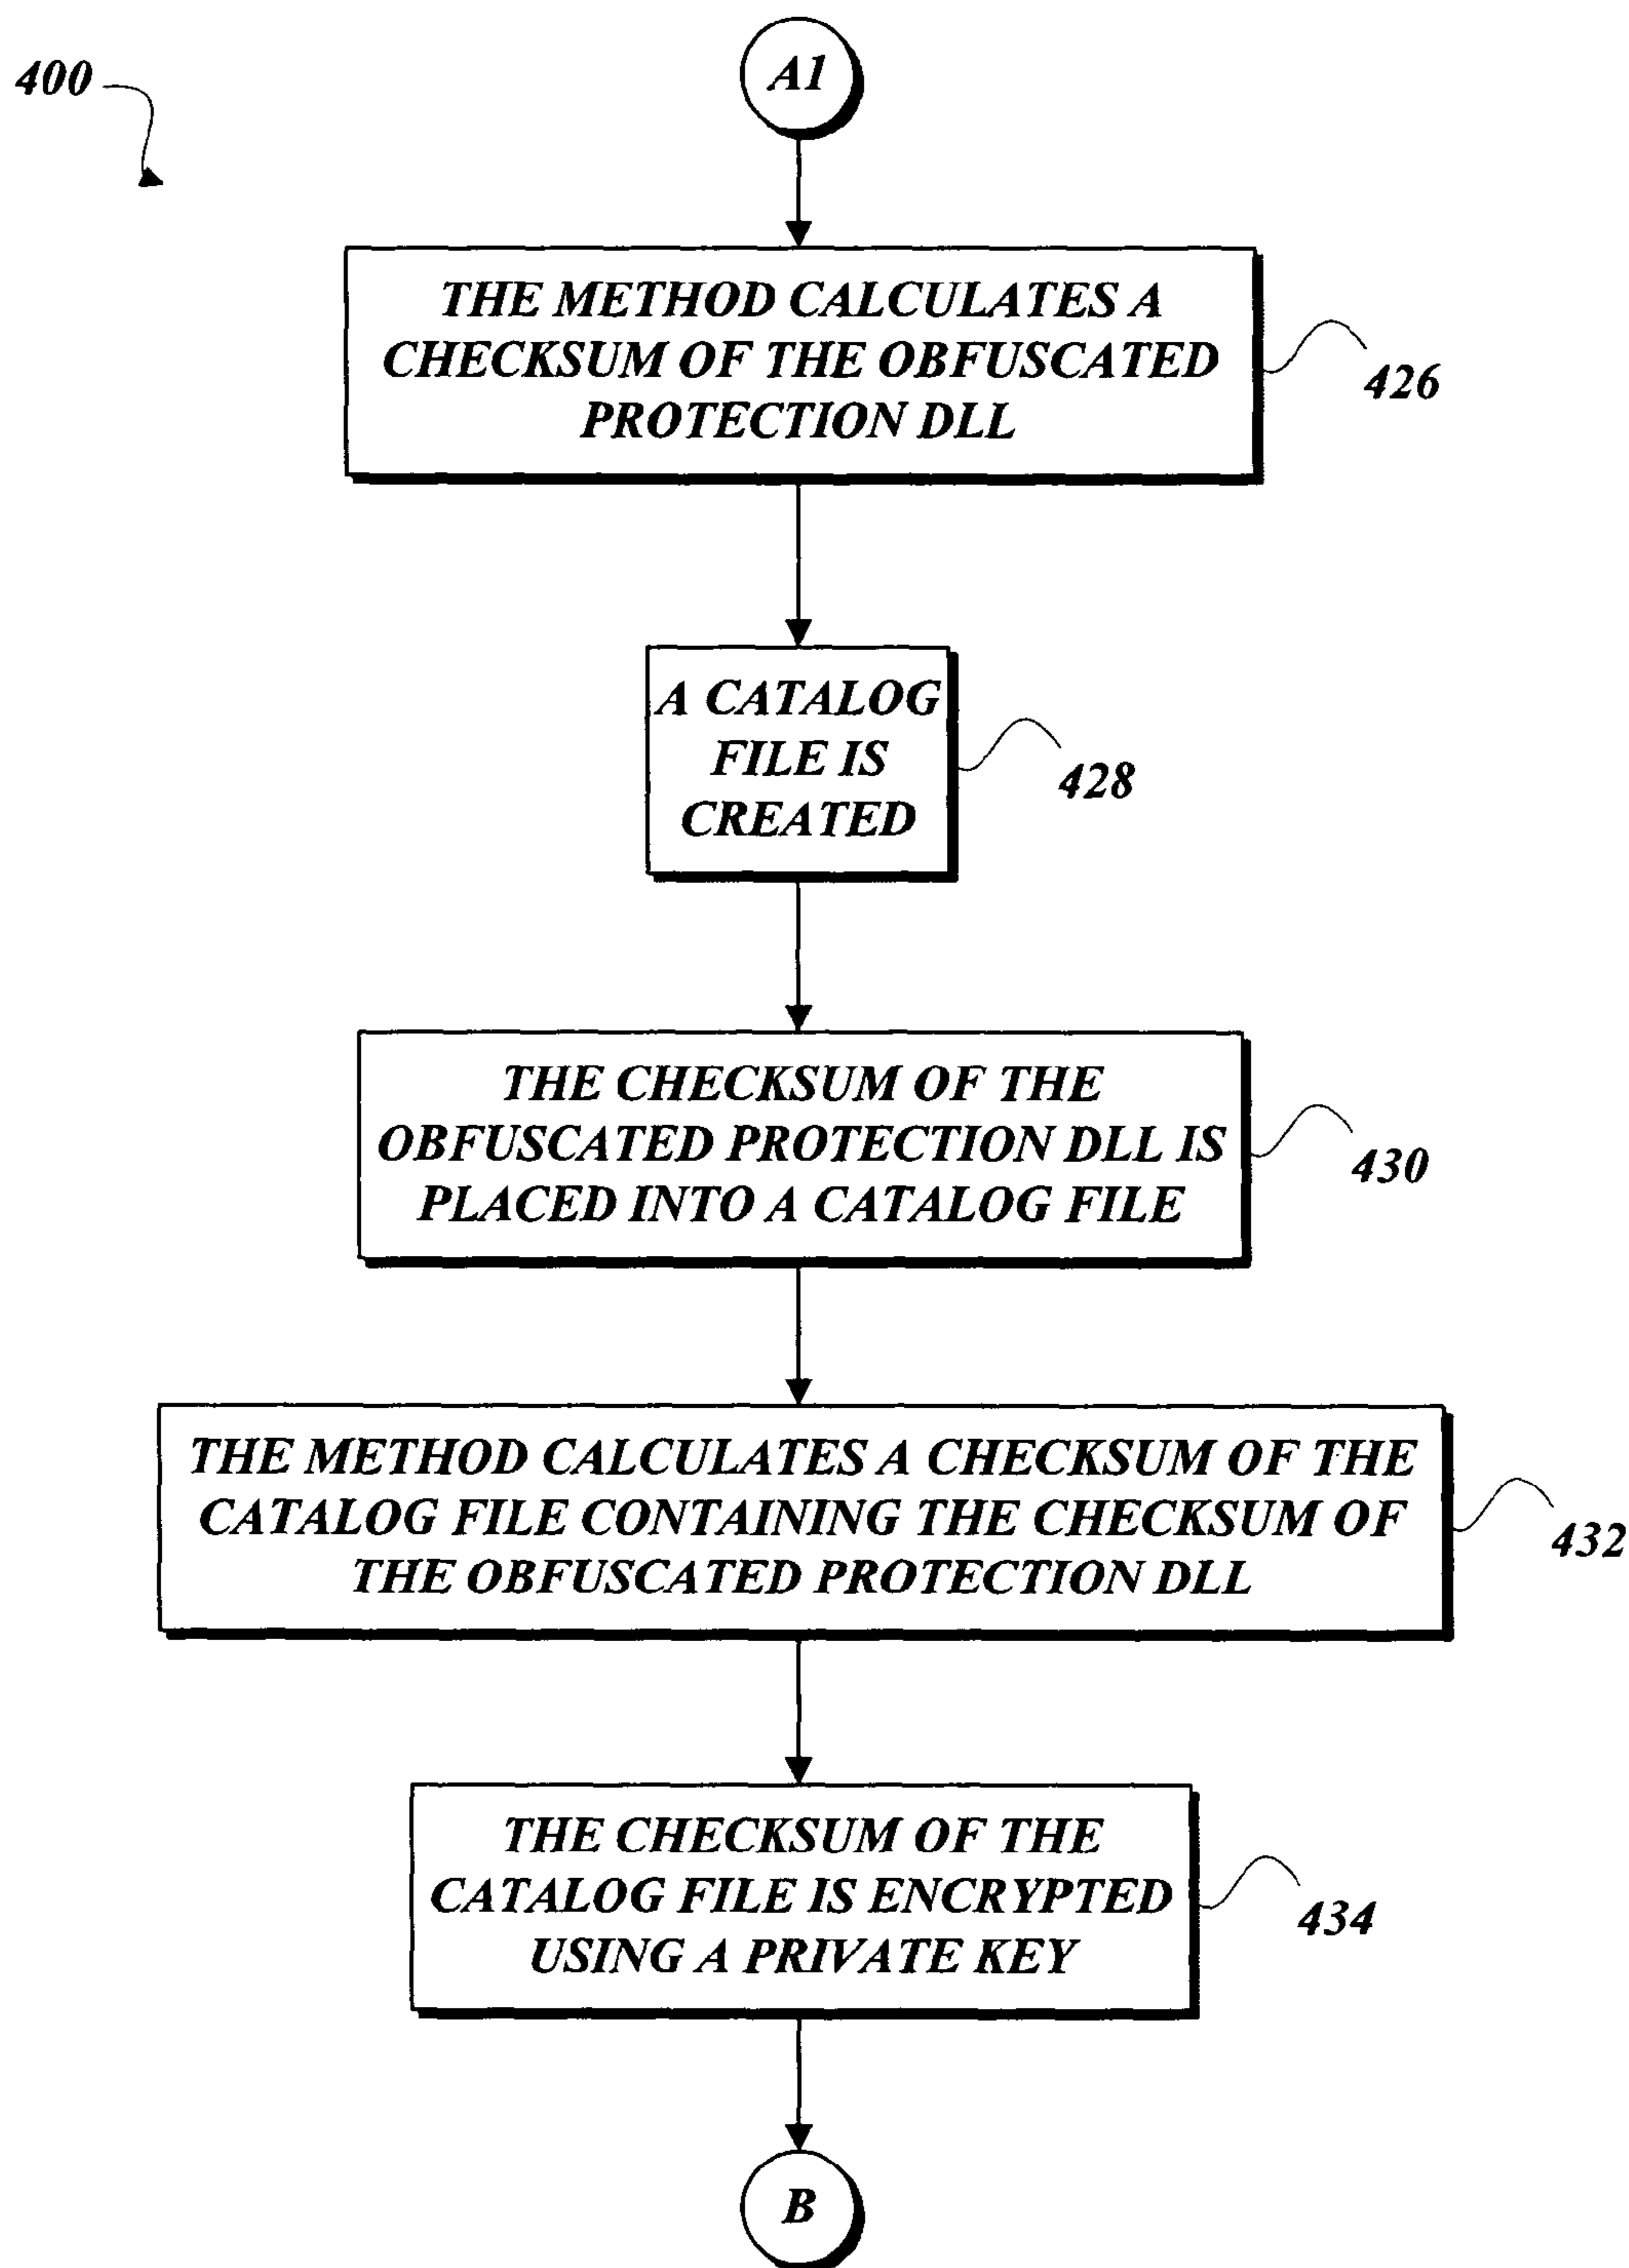 A1
400
THE METHOD CALCULATES A
CHECKSUM OF THE OBFUSCATED
PROTECTION DLL
426
A CATALOG
FILE IS
CREATED
428
THE CHECKSUM OF THE
OBFUSCATED PROTECTION DLL IS
PLACED INTO A CATALOG FILE
430
THE METHOD CALCULATES A CHECKSUM OF THE
CATALOG FILE CONTAINING THE CHECKSUM OF
THE OBFUSCATED PROTECTION DLL
432
THE CHECKSUM OF THE
CATALOG FILE IS ENCRYPTED
USING A PRIVATE KEY
434
B